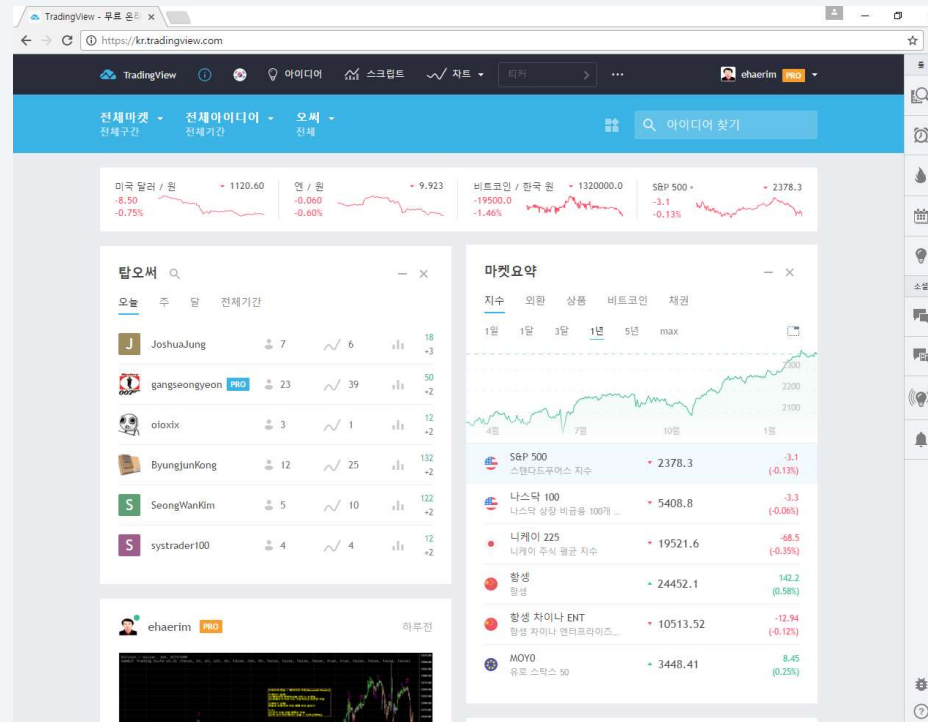 TradingView - 무료 온라
https://kr.tradingview.com
TradingView
아이디어
스크립트
차트
티커
ehaerim PRO
전체마켓
전체구간
전체아이디어
전체기간
오써
전체
아이디어 찾기
미국 달러 / 원 1120.60
-8.50
-0.75%
엔 / 원 9.923
-0.060
-0.60%
비트코인 / 한국 원 1320000.0
-19500.0
-1.46%
S&P 500 2378.3
-3.1
-0.13%
탑오써
오늘 주 달 전체기간
J JoshuaJung 7 6 18
+3
gangseongyeon PRO 23 39 50
+2
oloxix 3 1 12
+2
ByungjunKong 12 25 132
+2
S SeongWanKim 5 10 122
+2
S systrader100 4 4 12
+2
ehaerim PRO 하루전
마켓요약
지수 외환 상품 비트코인 채권
1일 1달 3달 1년 5년 max
2300
2200
2100
4월 7월 10월 1월
S&P 500 2378.3 -3.1
스탠다드푸어스 지수 (-0.13%)
나스닥 100 5408.8 -3.3
나스닥 상장 비금융 100개 ... (-0.06%)
니케이 225 19521.6 -68.5
니케이 주식 평균 지수 (-0.35%)
항셍 24452.1 142.2
항셍 (0.58%)
항셍 차이나 ENT 10513.52 -12.94
항셍 차이나 엔터프라이즈... (-0.12%)
MOY0 3448.41 8.45
유로 스탁스 50 (0.25%)
소셜